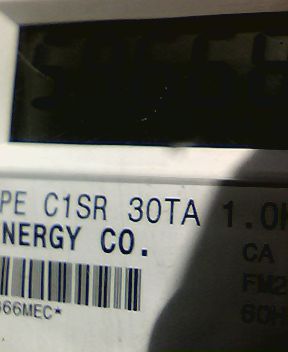 PE C1SR 30TA 1.0
NERGY CO.
CA
FM2
60H
66MEC*